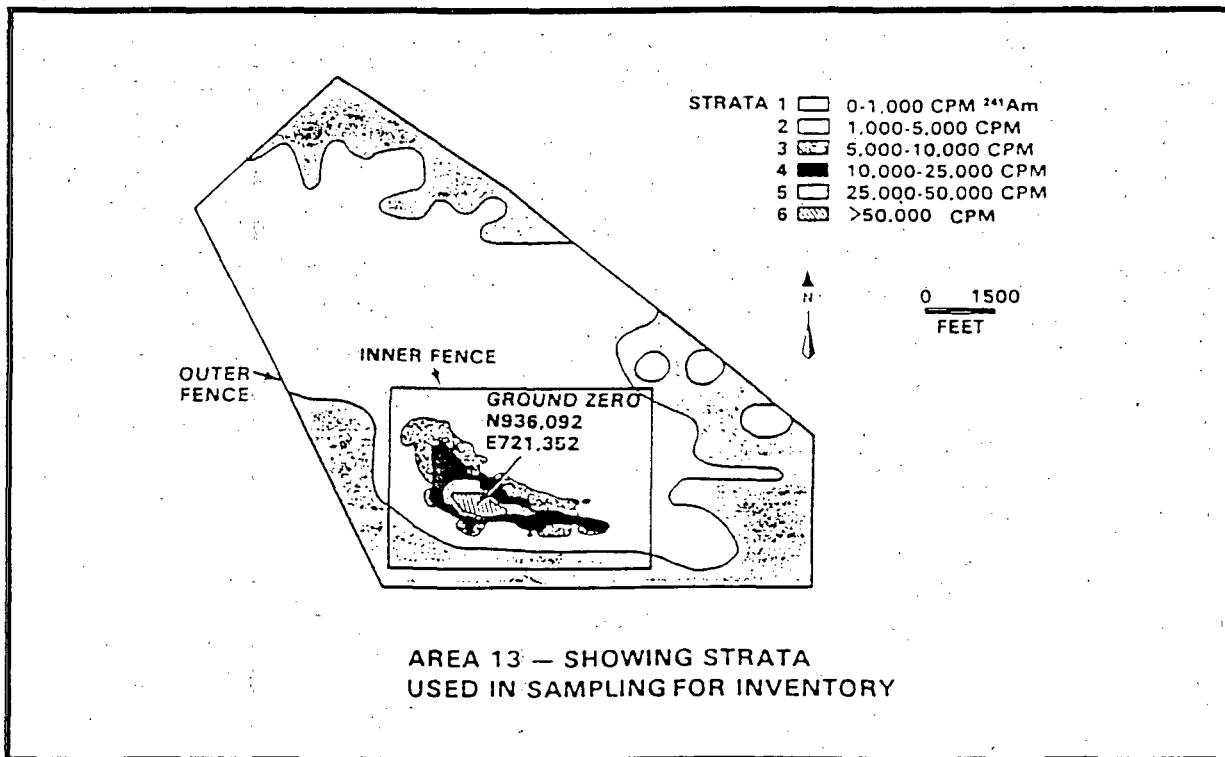 STRATA 1 0-1,000 CPM ²⁴¹Am
2 1.000-5,000 CPM
3 5,000-10,000 CPM
4 10,000-25,000 CPM
5 25,000-50,000 CPM
6 >50.000 CPM
N
0 1500
FEET
INNER FENCE
OUTER
FENCE
GROUND ZERO
N936,092
E721,352
AREA 13 — SHOWING STRATA
USED IN SAMPLING FOR INVENTORY